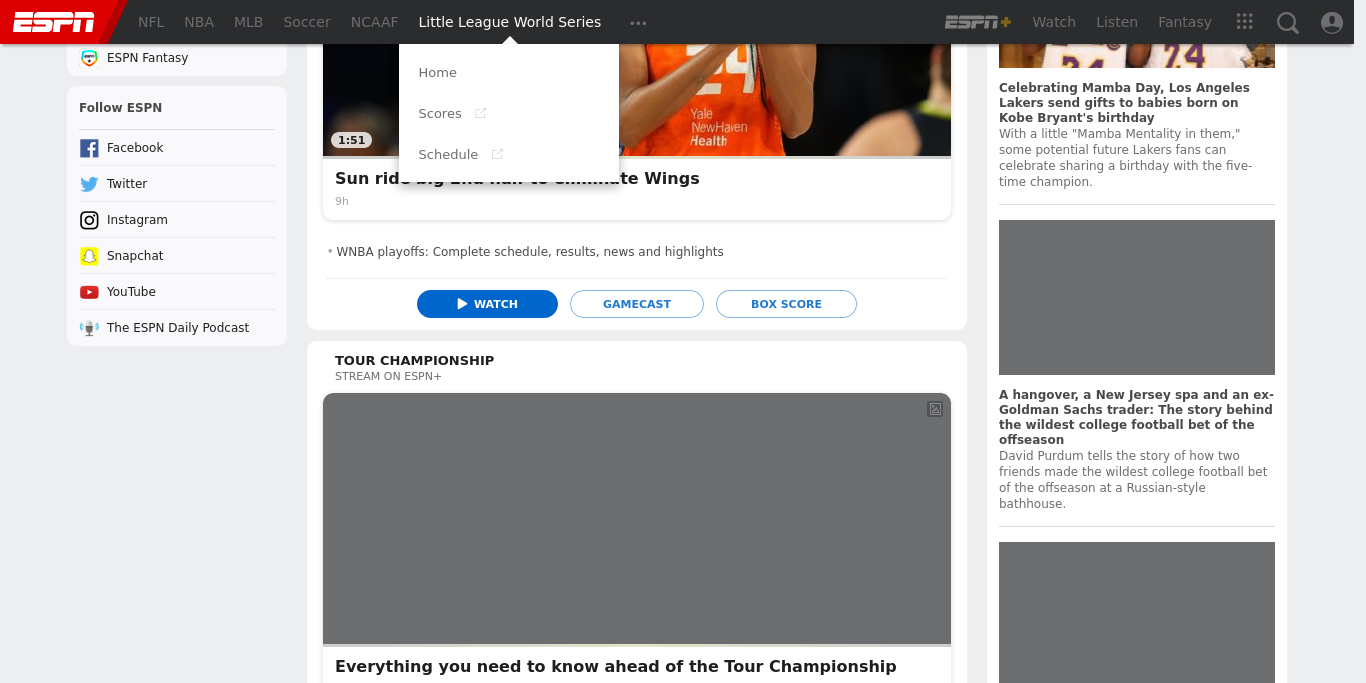 ESPN
NFL
NBA
MLB
Soccer
NCAAF
Little League World Series
ESPN+
Watch
Listen
Fantasy
Home
Scores
Schedule
ESPN Fantasy
Follow ESPN
Facebook
Twitter
Instagram
Snapchat
YouTube
The ESPN Daily Podcast
Yale
NewHaven
Health
1:51
Wings
9h
• WNBA playoffs: Complete schedule, results, news and highlights
WATCH
GAMECAST
BOX SCORE
TOUR CHAMPIONSHIP
STREAM ON ESPN+
Everything you need to know ahead of the Tour Championship
Celebrating Mamba Day, Los Angeles
Lakers send gifts to babies born on
Kobe Bryant's birthday
With a little "Mamba Mentality in them,"
some potential future Lakers fans can
celebrate sharing a birthday with the five-
time champion.
A hangover, a New Jersey spa and an ex-
Goldman Sachs trader: The story behind
the wildest college football bet of the
offseason
David Purdum tells the story of how two
friends made the wildest college football bet
of the offseason at a Russian-style
bathhouse.